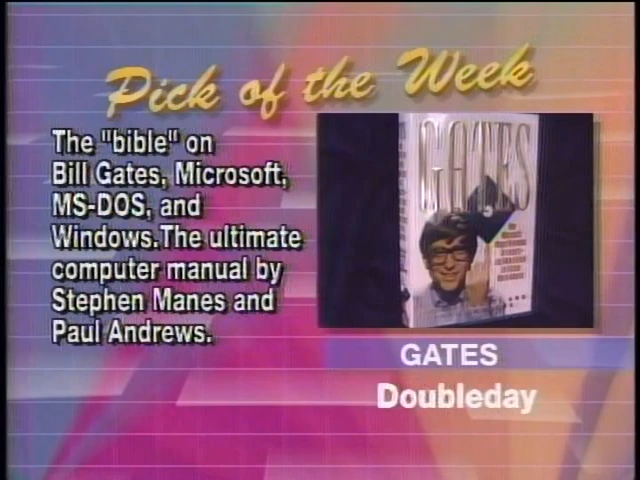 Pick of the Week
The "bible" on
Bill Gates, Microsoft,
MS-DOS, and
Windows.The ultimate
computer manual by
Stephen Manes and
Paul Andrews.
GATES
GATES
Doubleday